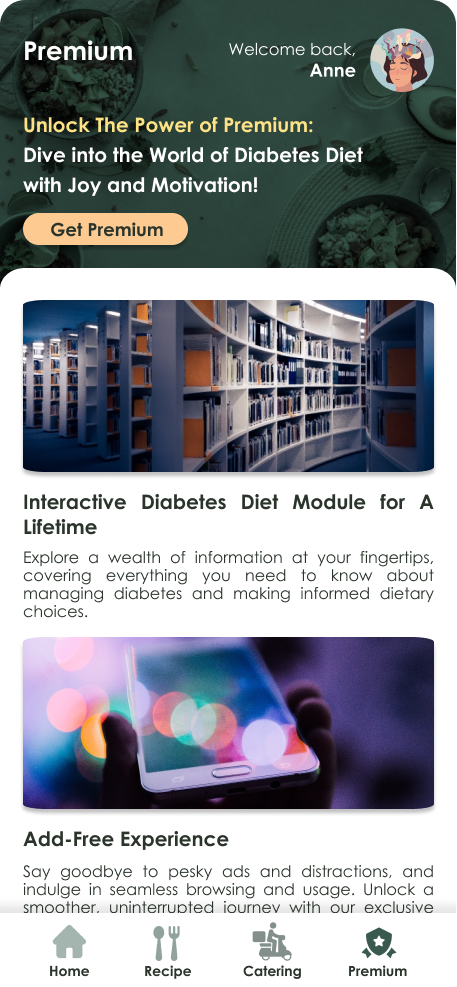 Premium
Welcome back,
Anne
Unlock The Power of Premium:
Dive into the World of Diabetes Diet
with Joy and Motivation!
Get Premium
Interactive Diabetes Diet Module for A
Lifetime
Explore a wealth of information at your fingertips,
covering everything you need to know about
managing diabetes and making informed dietary
choices.
Add-Free Experience
Say goodbye to pesky ads and distractions, and
indulge in seamless browsing and usage. Unlock a
smoother, uninterrupted journey with our exclusive
Home
Recipe
Catering
Premium